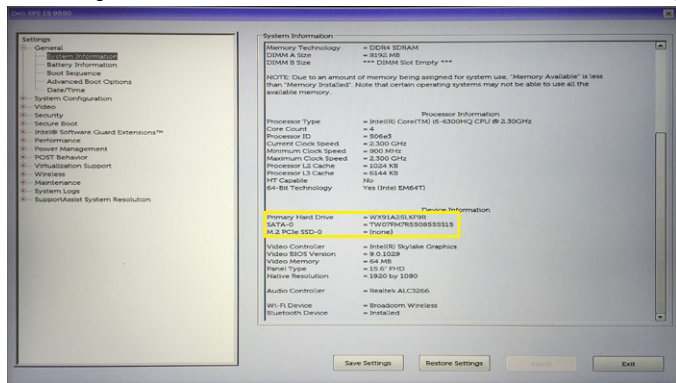 Dell XPS 15 9550
Settings
General
System Information
Battery Information
Boot Sequence
Advanced Boot Options
Date/Time
System Configuration
Video
Security
Secure Boot
Intel® Software Guard Extensions™
Performance
Power Management
POST Behavior
Virtualization Support
Wireless
Maintenance
System Logs
SupportAssist System Resolution
System Information
Memory Technology = DDR4 SDRAM
DIMM A Size = 8192 MB
DIMM B Size *** DIMM Slot Empty ***
NOTE: Due to an amount of memory being assigned for system use, "Memory Available" is less
than "Memory Installed". Note that certain operating systems may not be able to use all the
available memory.
Processor Information
Processor Type = Intel(R) Core(TM) i5-6300HQ CPU @ 2.30GHz
Core Count = 4
Processor ID = 506e3
Current Clock Speed = 2.300 GHz
Minimum Clock Speed = 800 MHz
Maximum Clock Speed = 2.300 GHz
Processor L2 Cache = 1024 KB
Processor L3 Cache = 6144 KB
HT Capable No
64-Bit Technology Yes (Intel EM64T)
Device Information
Primary Hard Drive = WX91A25LKF9R
SATA-0 = TW07FM7R5508555515
M.2 PCIe SSD-0 = (none)
Video Controller = Intel(R) Skylake Graphics
Video BIOS Version = 9.0.1029
Video Memory = 64 MB
Panel Type = 15.6" FHD
Native Resolution = 1920 by 1080
Audio Controller = Realtek ALC3266
Wi-Fi Device = Broadcom Wireless
Bluetooth Device = Installed
Save Settings Restore Settings Apply Exit